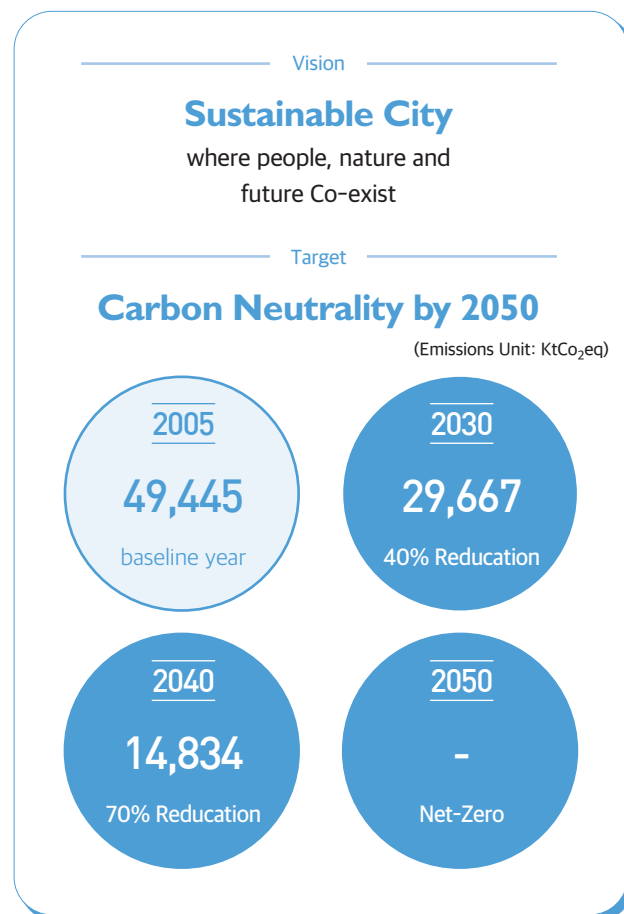 Vision
Sustainable City
where people, nature and
future Co-exist
Target
Carbon Neutrality by 2050
(Emissions Unit: KtCo₂eq)
2005
49,445
baseline year
2030
29,667
40% Reducation
2040
14,834
70% Reducation
2050
-
Net-Zero